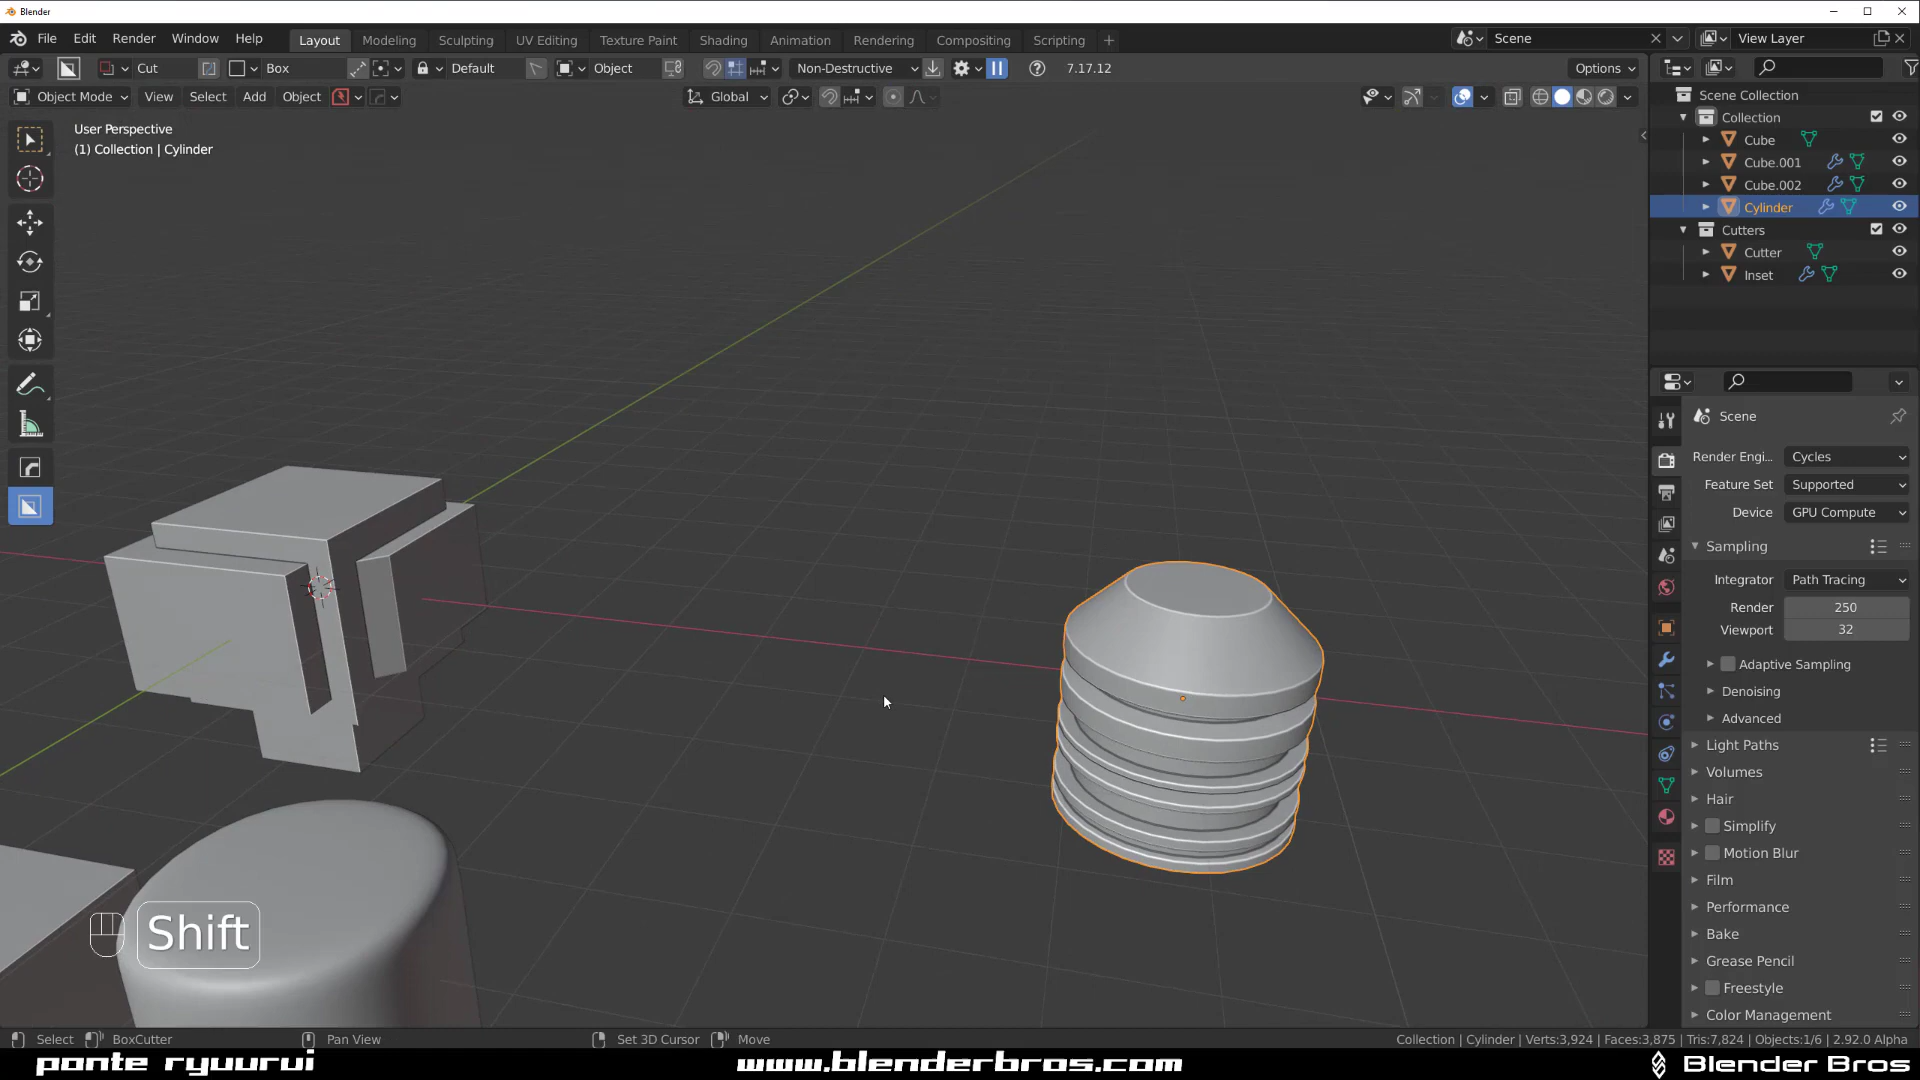 Blender
File Edit Render Window Help Layout Modeling Sculpting UV Editing Texture Paint Shading Animation Rendering Compositing Scripting + Scene View Layer
Cut Box Default Object Non-Destructive 7.17.12 Options
Object Mode View Select Add Object Global
User Perspective
(1) Collection | Cylinder
Scene Collection
Collection
Cube
Cube.001
Cube.002
Cylinder
Cutters
Cutter
Inset
Scene
Render Engi... Cycles
Feature Set Supported
Device GPU Compute
Sampling
Integrator Path Tracing
Render 250
Viewport 32
Adaptive Sampling
Denoising
Advanced
Light Paths
Volumes
Hair
Simplify
Motion Blur
Film
Performance
Bake
Grease Pencil
Freestyle
Color Management
Shift
Select BoxCutter Pan View Set 3D Cursor Move Collection | Cylinder | Verts:3,924 | Faces:3,875 | Tris:7,824 | Objects:1/6 | 2.92.0 Alpha
ponte ryuurui www.blenderbros.com Blender Bros